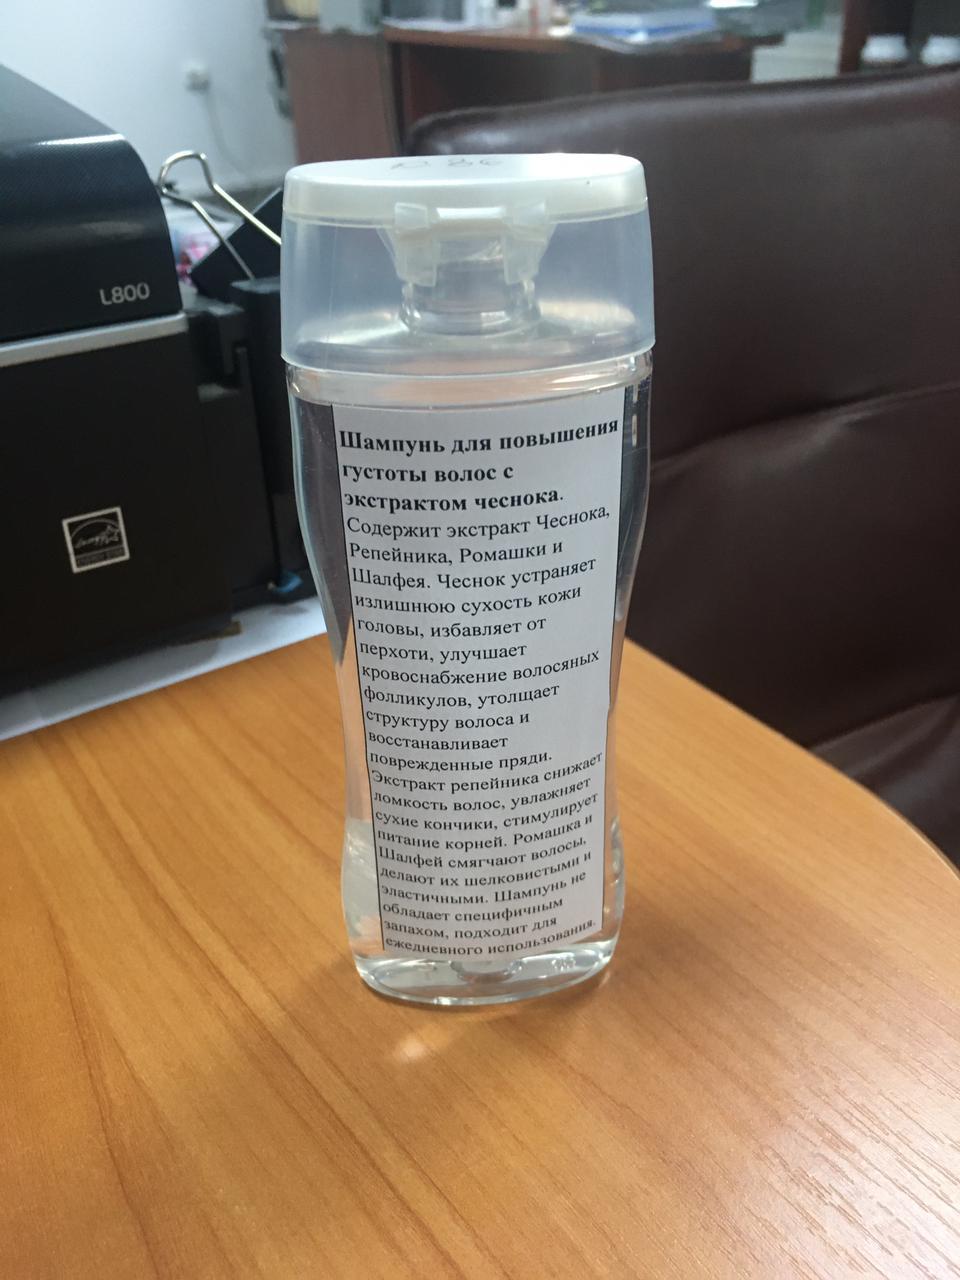 L800
Шампунь для повышения
густоты волос с
экстрактом чеснока.
Содержит экстракт Чеснока,
Репейника, Ромашки и
Шалфея. Чеснок устраняет
излишнюю сухость кожи
головы, избавляет от
перхоти, улучшает
кровоснабжение волосяных
фолликулов, утолщает
структуру волоса и
восстанавливает
поврежденные пряди.
Экстракт репейника снижает
ломкость волос, увлажняет
сухие кончики, стимулирует
питание корней. Ромашка и
Шалфей смягчают волосы,
делают их шелковистыми и
эластичными. Шампунь не
обладает специфичным
запахом, подходит для
ежедневного использования.